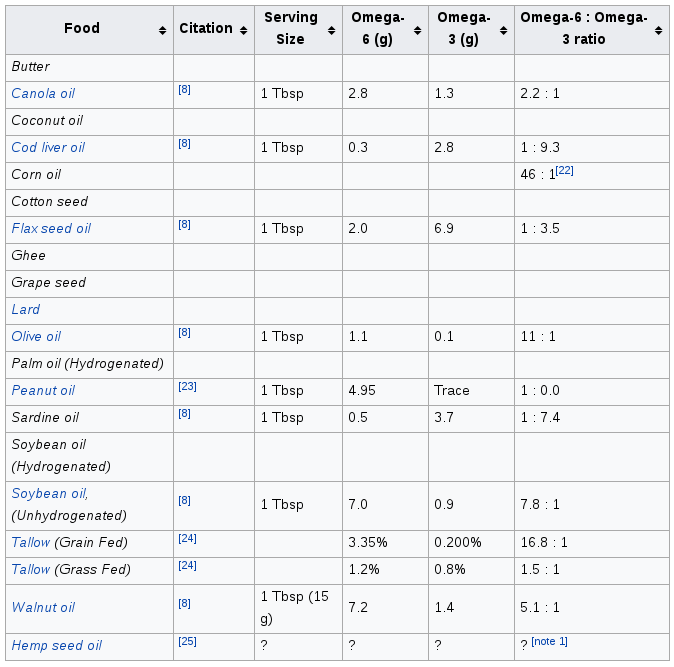 Food Citation Serving Size Omega-6 (g) Omega-3 (g) Omega-6 : Omega-3 ratio
Butter
Canola oil [8] 1 Tbsp 2.8 1.3 2.2 : 1
Coconut oil
Cod liver oil [8] 1 Tbsp 0.3 2.8 1 : 9.3
Corn oil 46 : 1[22]
Cotton seed
Flax seed oil [8] 1 Tbsp 2.0 6.9 1 : 3.5
Ghee
Grape seed
Lard
Olive oil [8] 1 Tbsp 1.1 0.1 11 : 1
Palm oil (Hydrogenated)
Peanut oil [23] 1 Tbsp 4.95 Trace 1 : 0.0
Sardine oil [8] 1 Tbsp 0.5 3.7 1 : 7.4
Soybean oil
(Hydrogenated)
Soybean oil,
(Unhydrogenated) [8] 1 Tbsp 7.0 0.9 7.8 : 1
Tallow (Grain Fed) [24] 3.35% 0.200% 16.8 : 1
Tallow (Grass Fed) [24] 1.2% 0.8% 1.5 : 1
Walnut oil [8] 1 Tbsp (15 g) 7.2 1.4 5.1 : 1
Hemp seed oil [25] ? ? ? ? [note 1]